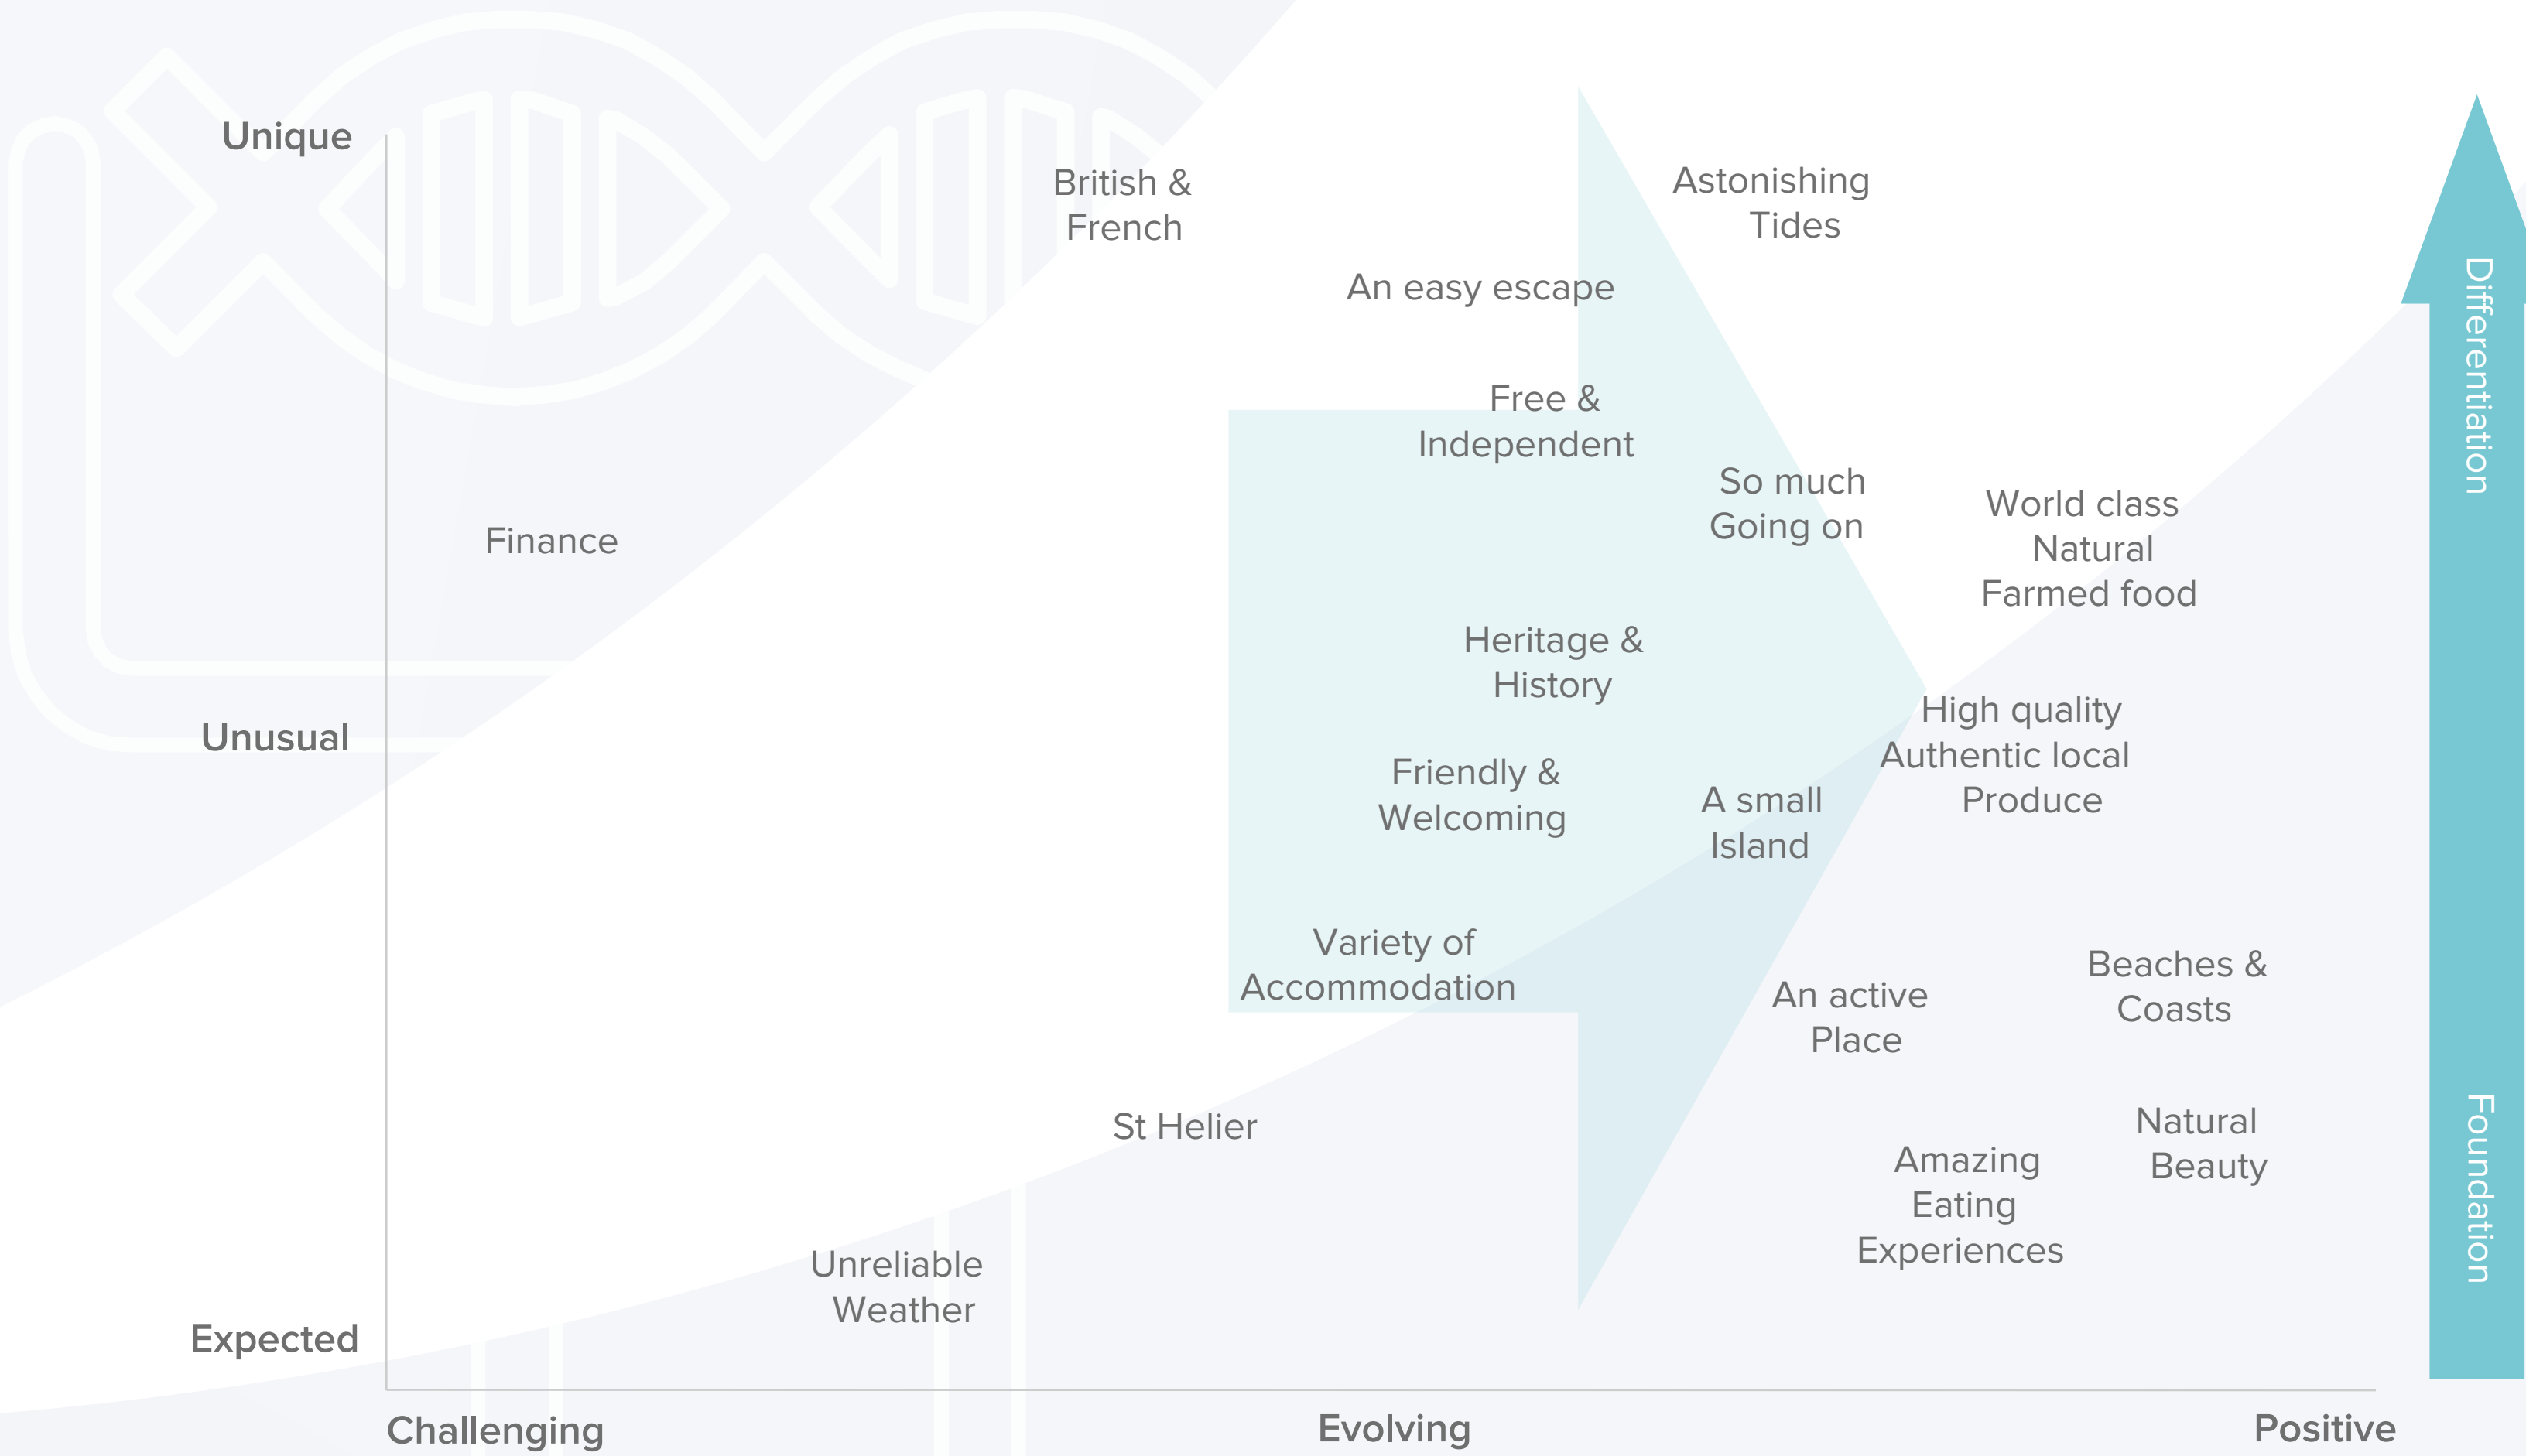 Unique
British &
French
Astonishing
Tides
An easy escape
Free &
Independent
So much
Going on
World class
Natural
Farmed food
Finance
Heritage &
History
Unusual
High quality
Authentic local
Produce
Friendly &
Welcoming
A small
Island
Variety of
Accommodation
An active
Place
Beaches &
Coasts
St Helier
Natural
Beauty
Amazing
Eating
Experiences
Unreliable
Weather
Expected
Challenging
Evolving
Positive
Differentiation
Foundation